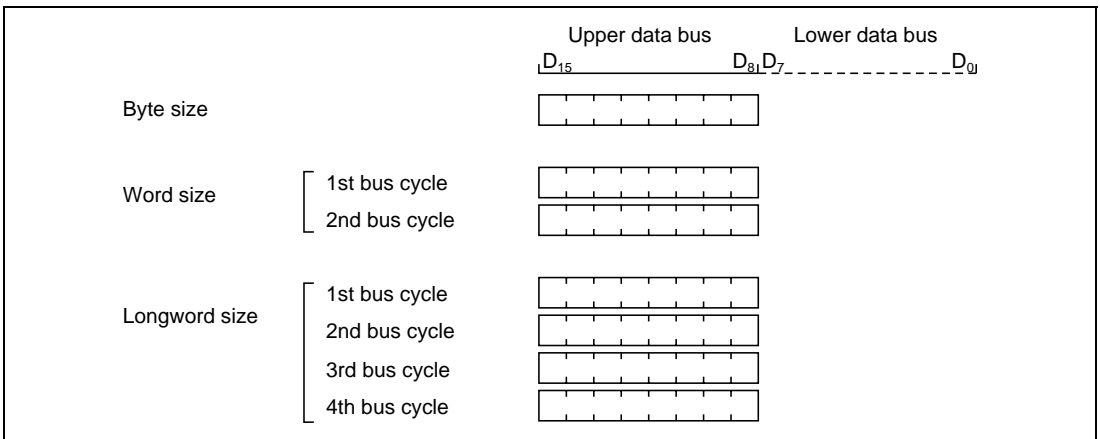 Upper data bus Lower data bus
D15 D8 D7 D0
Byte size
Word size
1st bus cycle
2nd bus cycle
Longword size
1st bus cycle
2nd bus cycle
3rd bus cycle
4th bus cycle